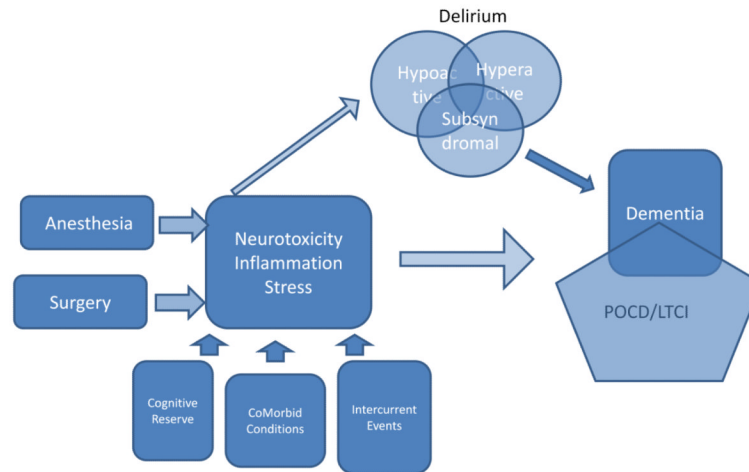 Delirium
Hypoac
tive
Hypera
ctive
Subsyn
dromal
Anesthesia
Surgery
Neurotoxicity
Inflammation
Stress
Dementia
POCD/LTCI
Cognitive
Reserve
CoMorbid
Conditions
Intercurrent
Events